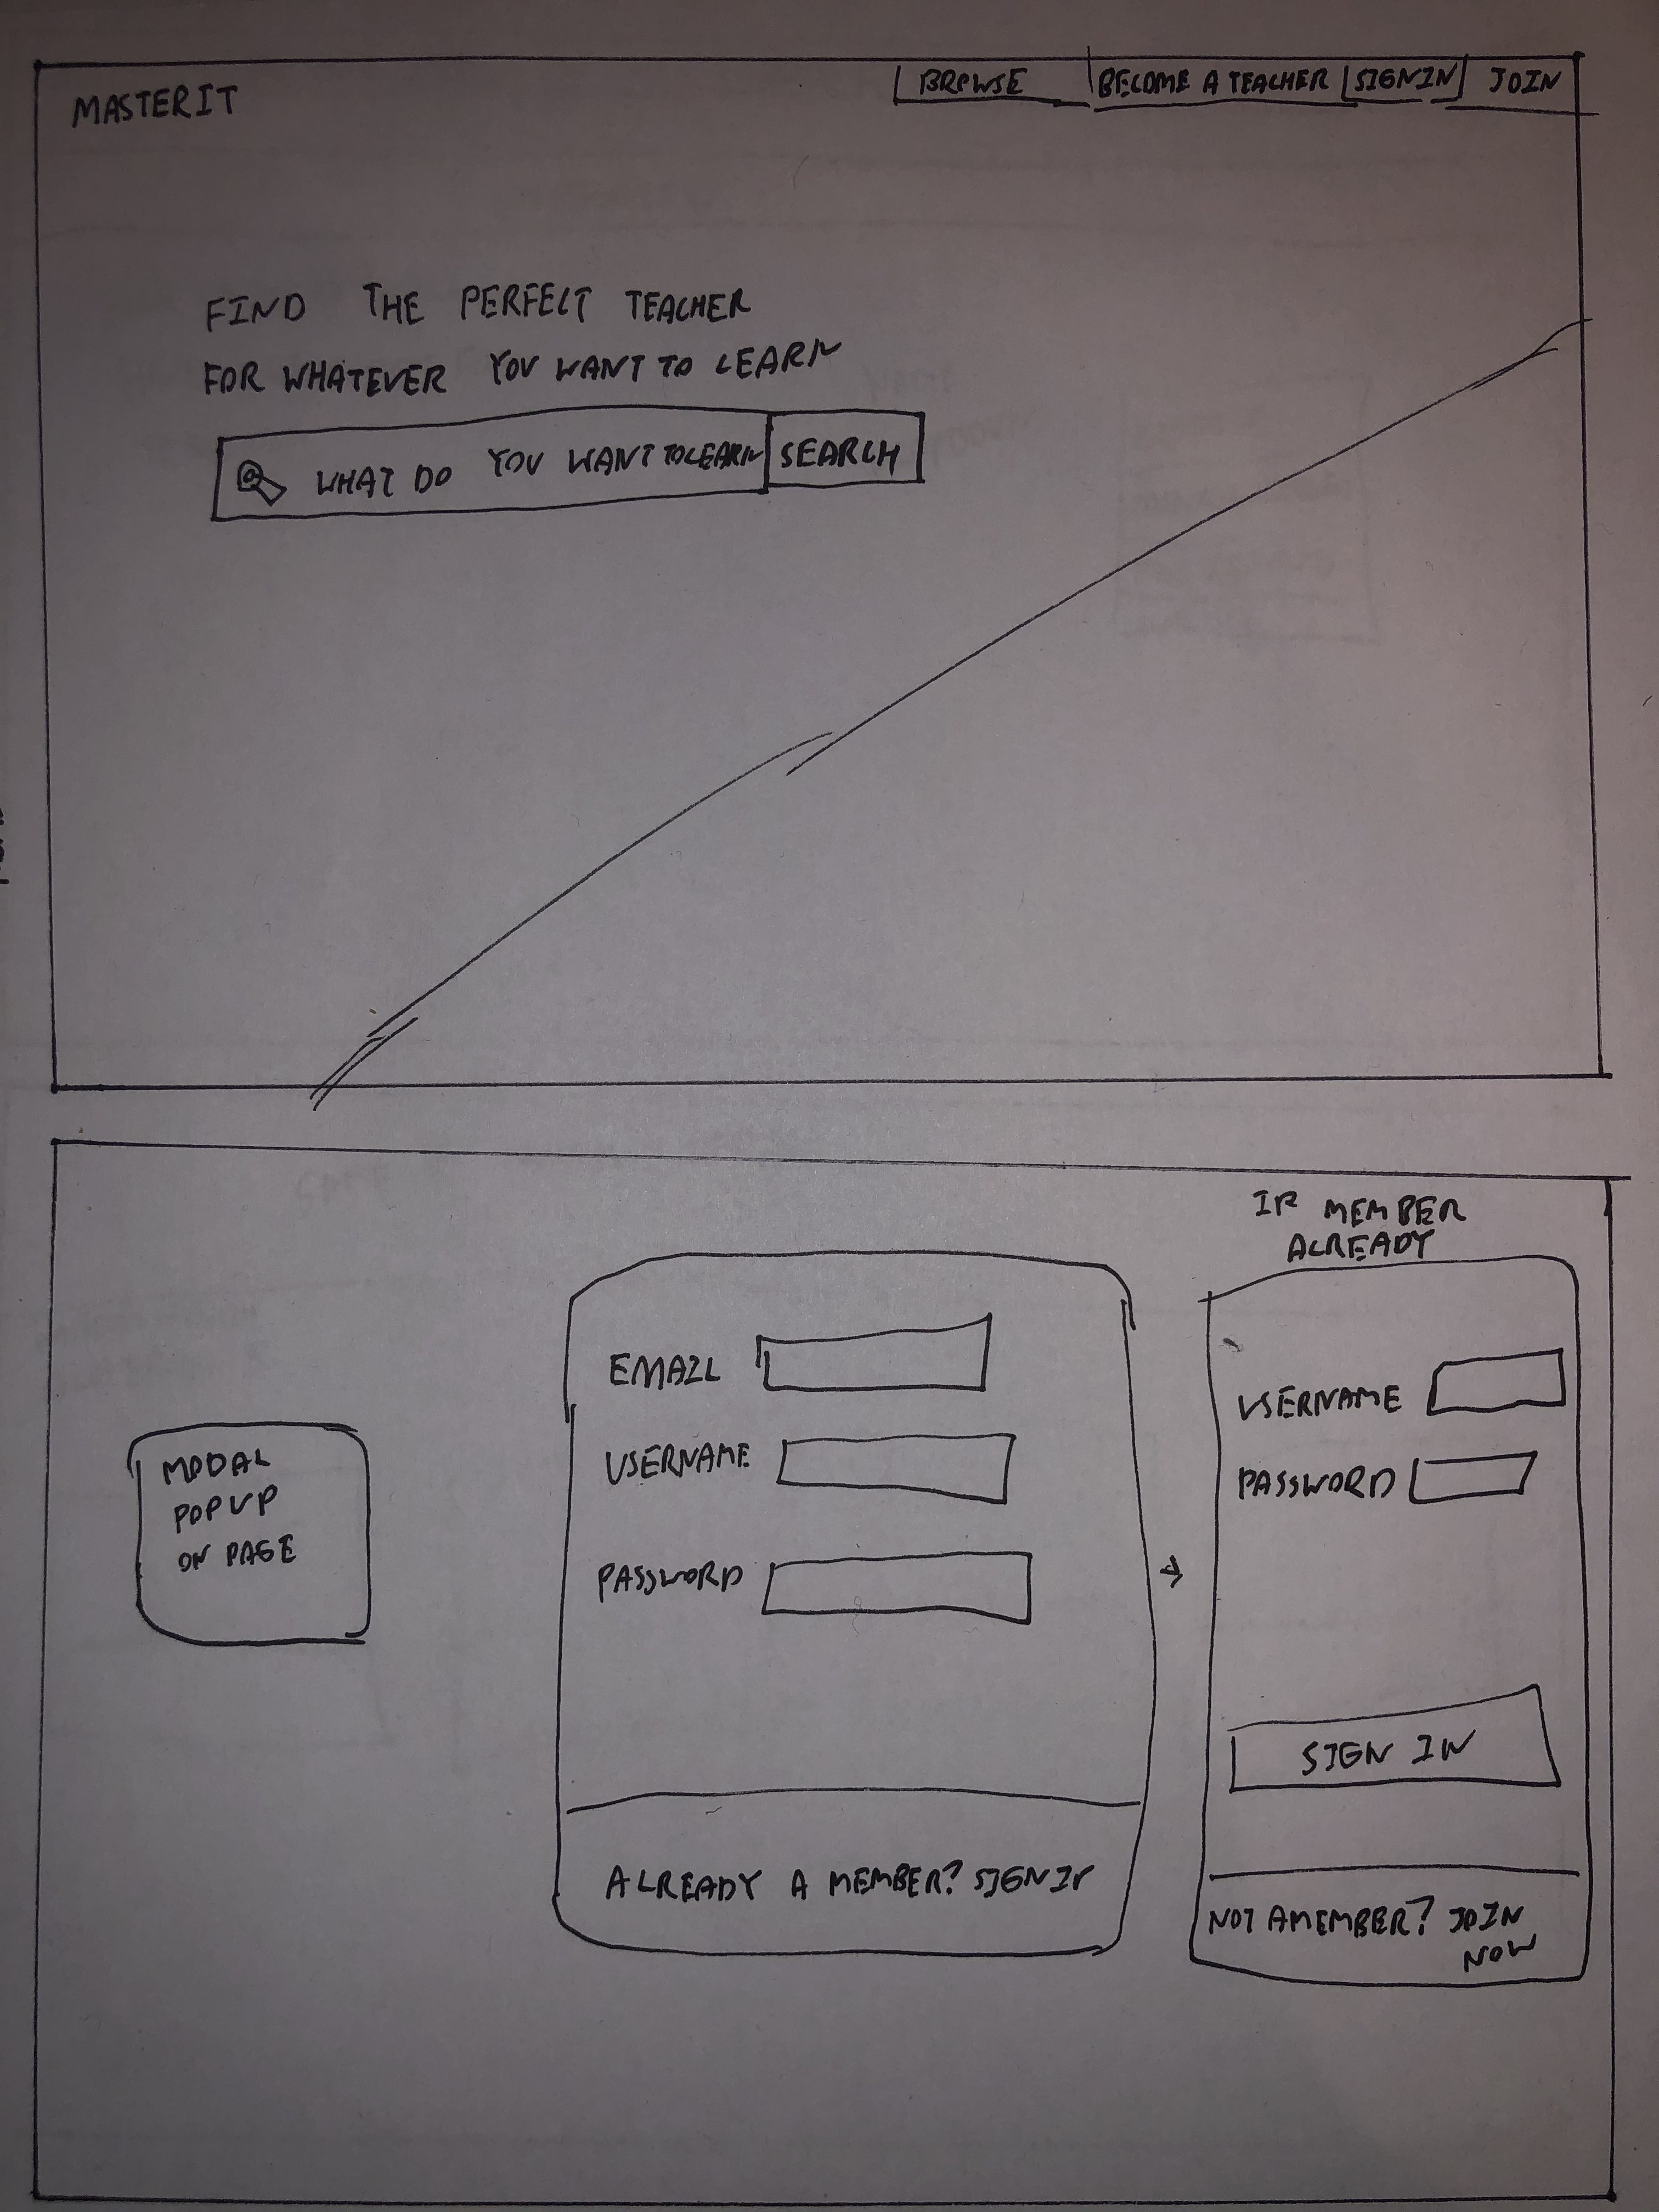 MASTERIT
BROWSE BECOME A TEACHER SIGN IN JOIN
FIND THE PERFECT TEACHER
FOR WHATEVER YOU WANT TO LEARN
WHAT DO YOU WANT TO LEARN SEARCH
IF MEMBER
ALREADY
MODAL
POPUP
ON PAGE
EMAIL
USERNAME
PASSWORD
ALREADY A MEMBER? SIGN IN
USERNAME
PASSWORD
SIGN IN
NOT A MEMBER? JOIN
NOW